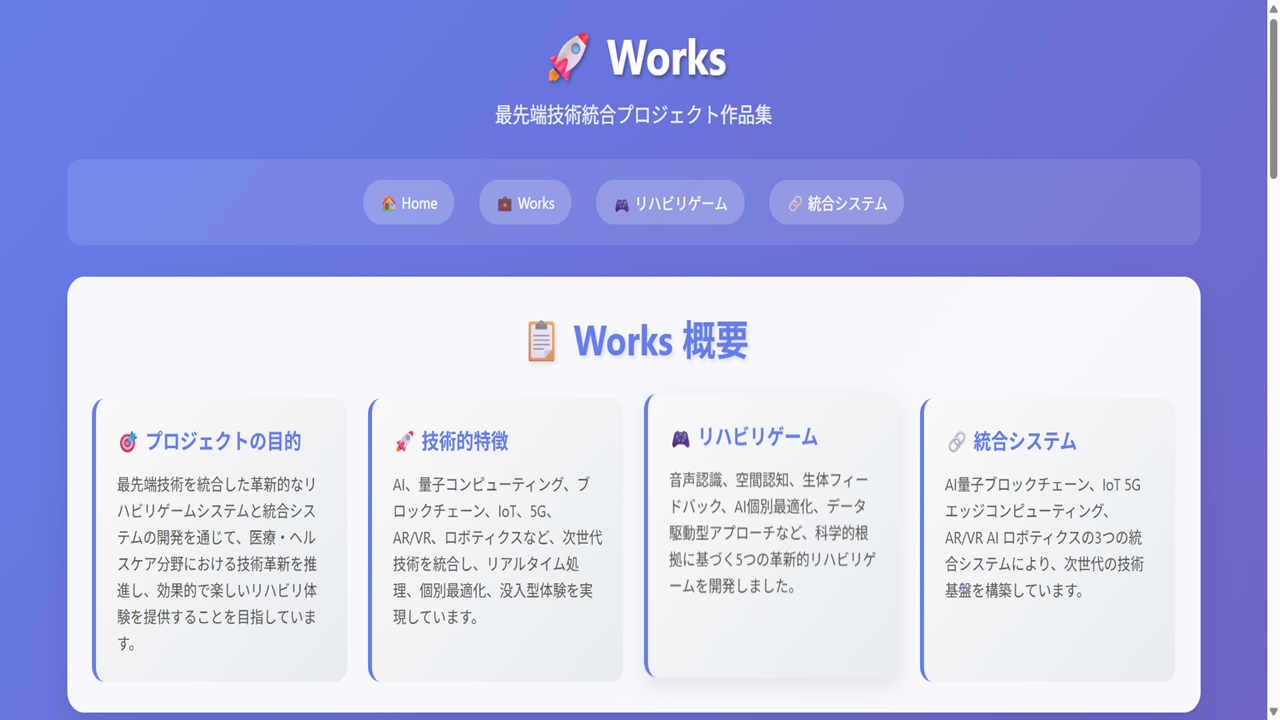 🚀 Works
最先端技術統合プロジェクト作品集
🏠 Home
💼 Works
🎮 リハビリゲーム
🔗 統合システム
📋 Works 概要
🎯 プロジェクトの目的
最先端技術を統合した革新的なリ
ハビリゲームシステムと統合シス
テムの開発を通じて、医療・ヘル
スケア分野における技術革新を推
進し、効果的で楽しいリハビリ体
験を提供することを目指していま
す。
🚀 技術的特徴
AI、量子コンピューティング、ブ
ロックチェーン、IoT、5G、
AR/VR、ロボティクスなど、次世代
技術を統合し、リアルタイム処
理、個別最適化、没入型体験を実
現しています。
🎮 リハビリゲーム
音声認識、空間認知、生体フィー
ドバック、AI個別最適化、データ
駆動型アプローチなど、科学的根
拠に基づく5つの革新的リハビリゲ
ームを開発しました。
🔗 統合システム
AI量子ブロックチェーン、IoT 5G
エッジコンピューティング、
AR/VR AI ロボティクスの3つの統
合システムにより、次世代の技術
基盤を構築しています。